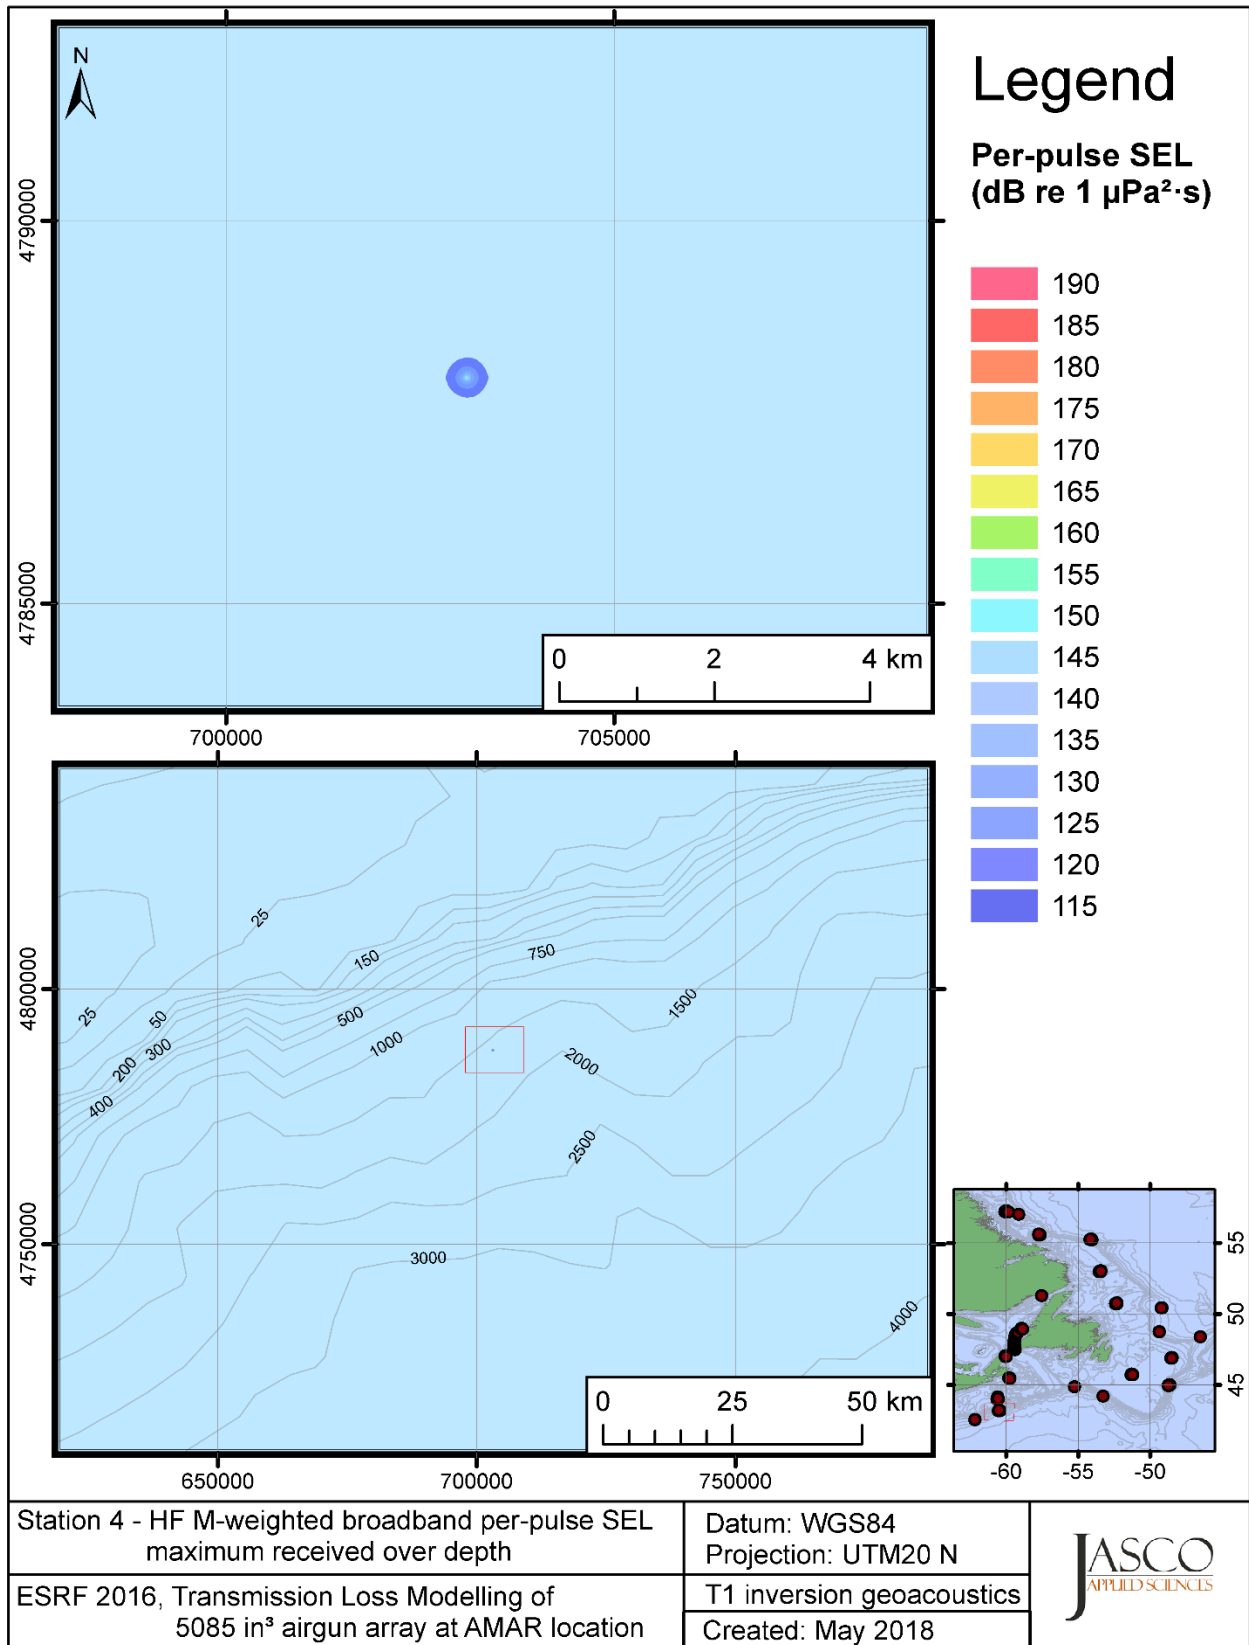 N
4790000
4785000
0 2 4 km
700000 705000
Legend
Per-pulse SEL
(dB re 1 µPa²·s)
190
185
180
175
170
165
160
155
150
145
140
135
130
125
120
115
25
150
750
25
50
500
1500
300
1000
200
2000
400
2500
3000
4000
4800000
4750000
0 25 50 km
650000 700000 750000
55
50
45
-60 -55 -50
Station 4 - HF M-weighted broadband per-pulse SEL
maximum received over depth
ESRF 2016, Transmission Loss Modelling of
5085 in³ airgun array at AMAR location
Datum: WGS84
Projection: UTM20 N
T1 inversion geoacoustics
Created: May 2018
JASCO
APPLIED SCIENCES